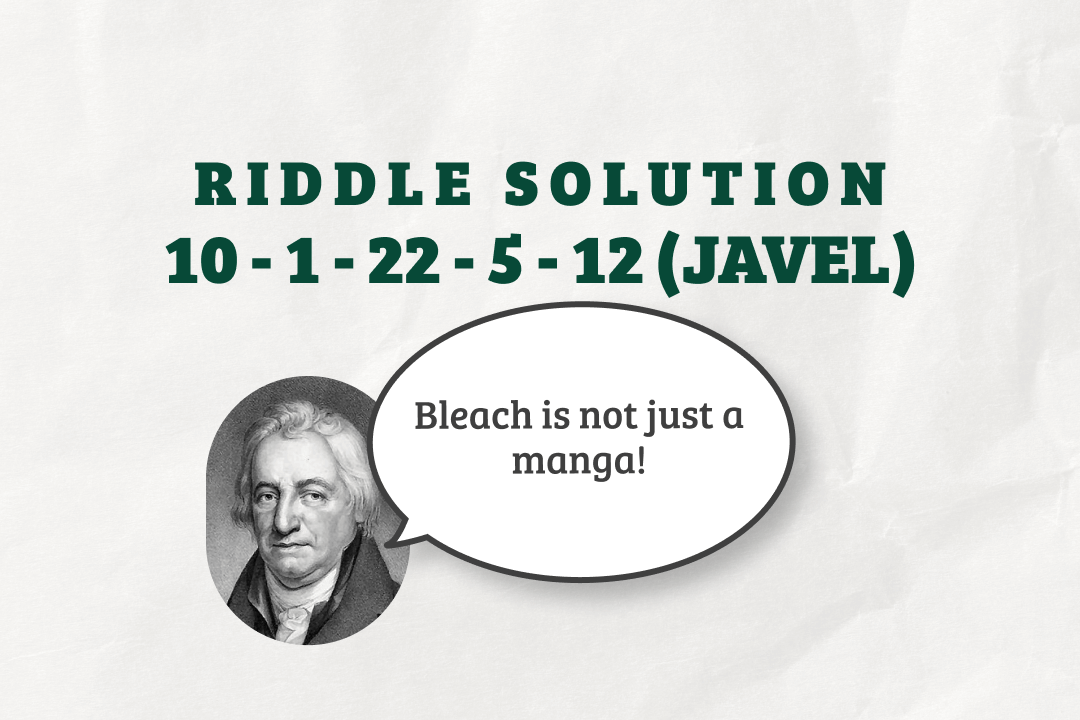 RIDDLE SOLUTION
10 - 1 - 22 - 5 - 12 (JAVEL)
Bleach is not just a
manga!